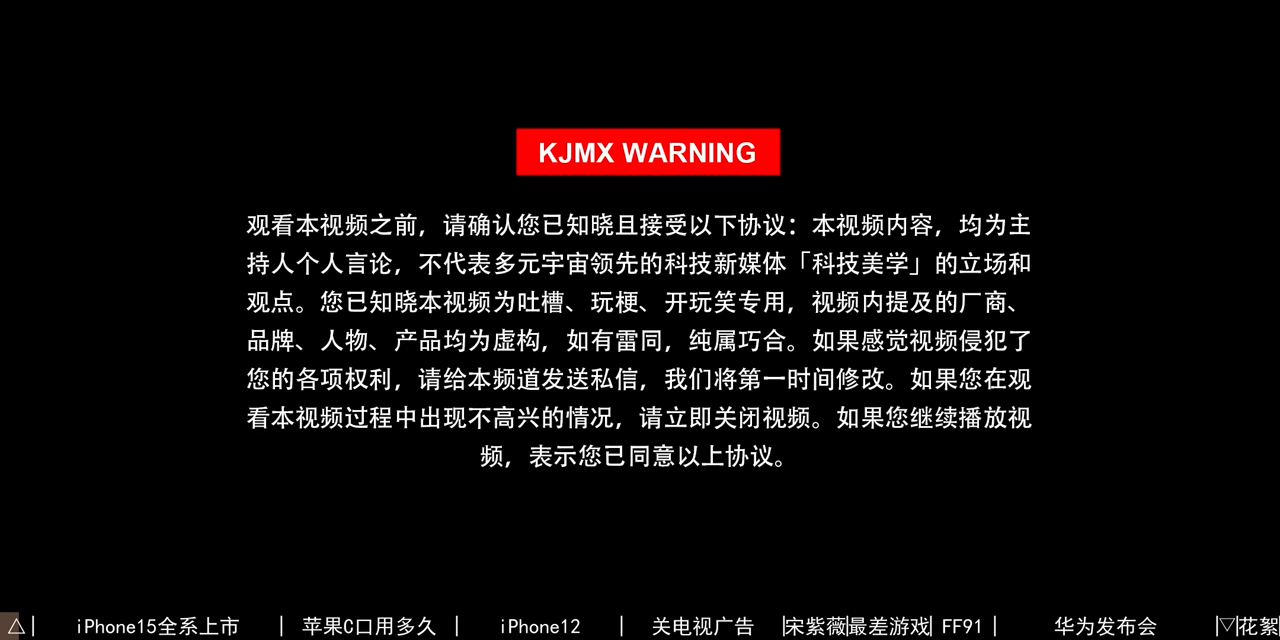 KJMX WARNING
观看本视频之前，请确认您已知晓且接受以下协议：本视频内容，均为主
持人个人言论，不代表多元宇宙领先的科技新媒体「科技美学」的立场和
观点。您已知晓本视频为吐槽、玩梗、开玩笑专用，视频内提及的厂商、
品牌、人物、产品均为虚构，如有雷同，纯属巧合。如果感觉视频侵犯了
您的各项权利，请给本频道发送私信，我们将第一时间修改。如果您在观
看本视频过程中出现不高兴的情况，请立即关闭视频。如果您继续播放视
频，表示您已同意以上协议。
△| iPhone15全系上市 | 苹果C口用多久 | iPhone12 | 关电视广告 |宋紫薇|最差游戏| FF91 | 华为发布会 |▽|花絮